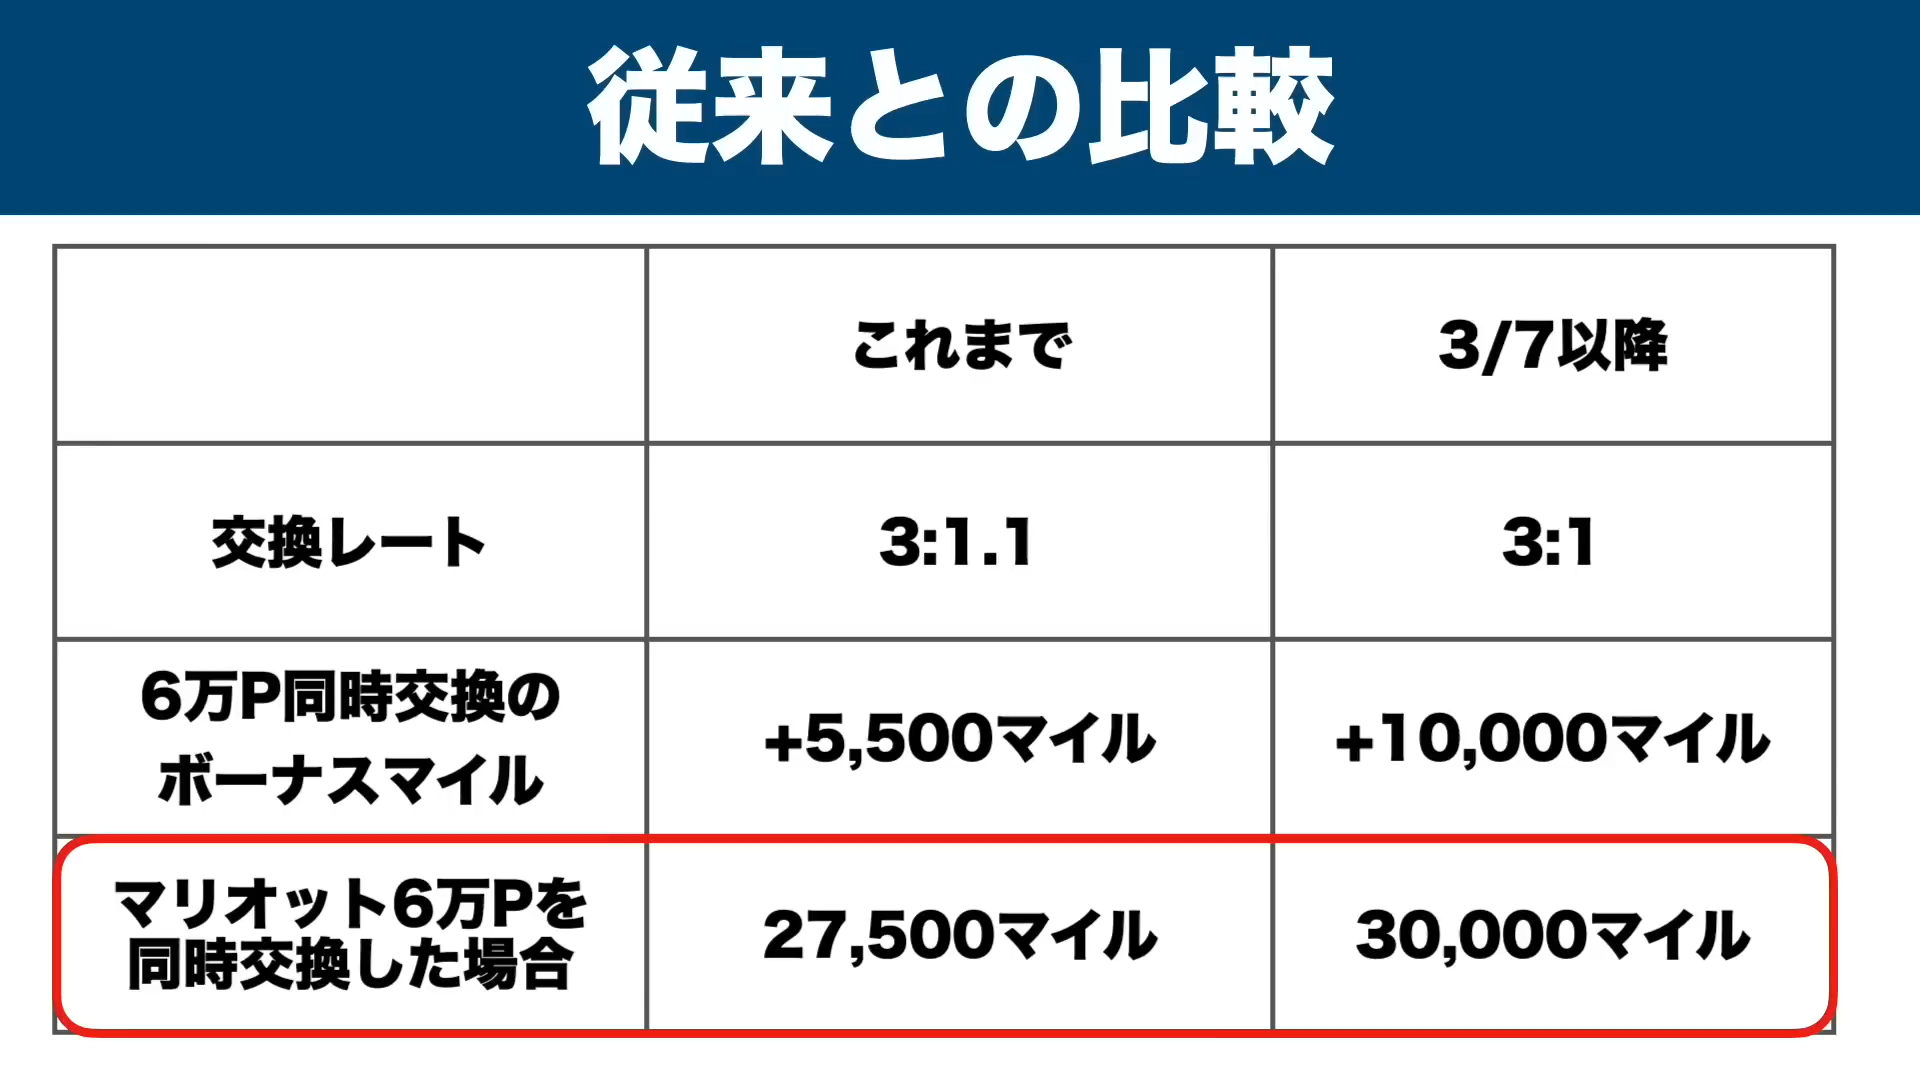 従来との比較
これまで
3/7以降
交換レート
3:1.1
3:1
6万P同時交換の
ボーナスマイル
+5,500マイル
+10,000マイル
マリオット6万Pを
同時交換した場合
27,500マイル
30,000マイル